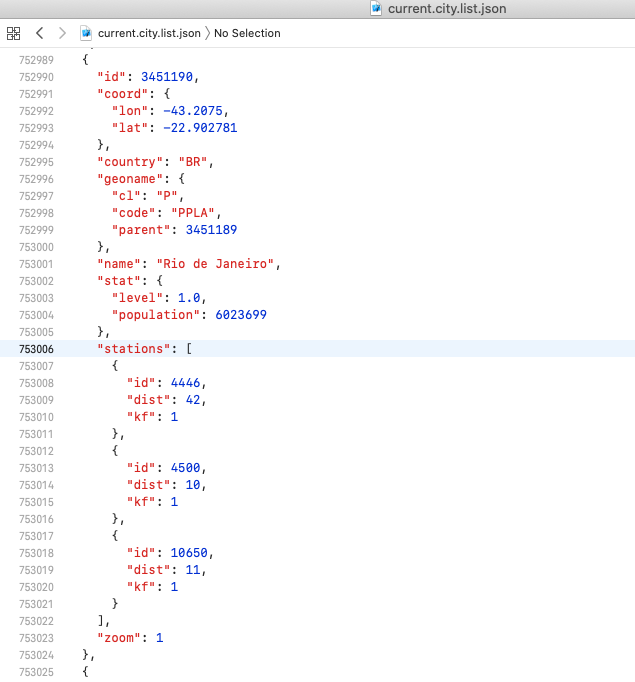 current.city.list.json
current.city.list.json 〉No Selection
752989 {
752990 "id": 3451190,
752991 "coord": {
752992 "lon": -43.2075,
752993 "lat": -22.902781
752994 },
752995 "country": "BR",
752996 "geoname": {
752997 "cl": "P",
752998 "code": "PPLA",
752999 "parent": 3451189
753000 },
753001 "name": "Rio de Janeiro",
753002 "stat": {
753003 "level": 1.0,
753004 "population": 6023699
753005 },
753006 "stations": [
753007 {
753008 "id": 4446,
753009 "dist": 42,
753010 "kf": 1
753011 },
753012 {
753013 "id": 4500,
753014 "dist": 10,
753015 "kf": 1
753016 },
753017 {
753018 "id": 10650,
753019 "dist": 11,
753020 "kf": 1
753021 }
753022 ],
753023 "zoom": 1
753024 },
753025 {